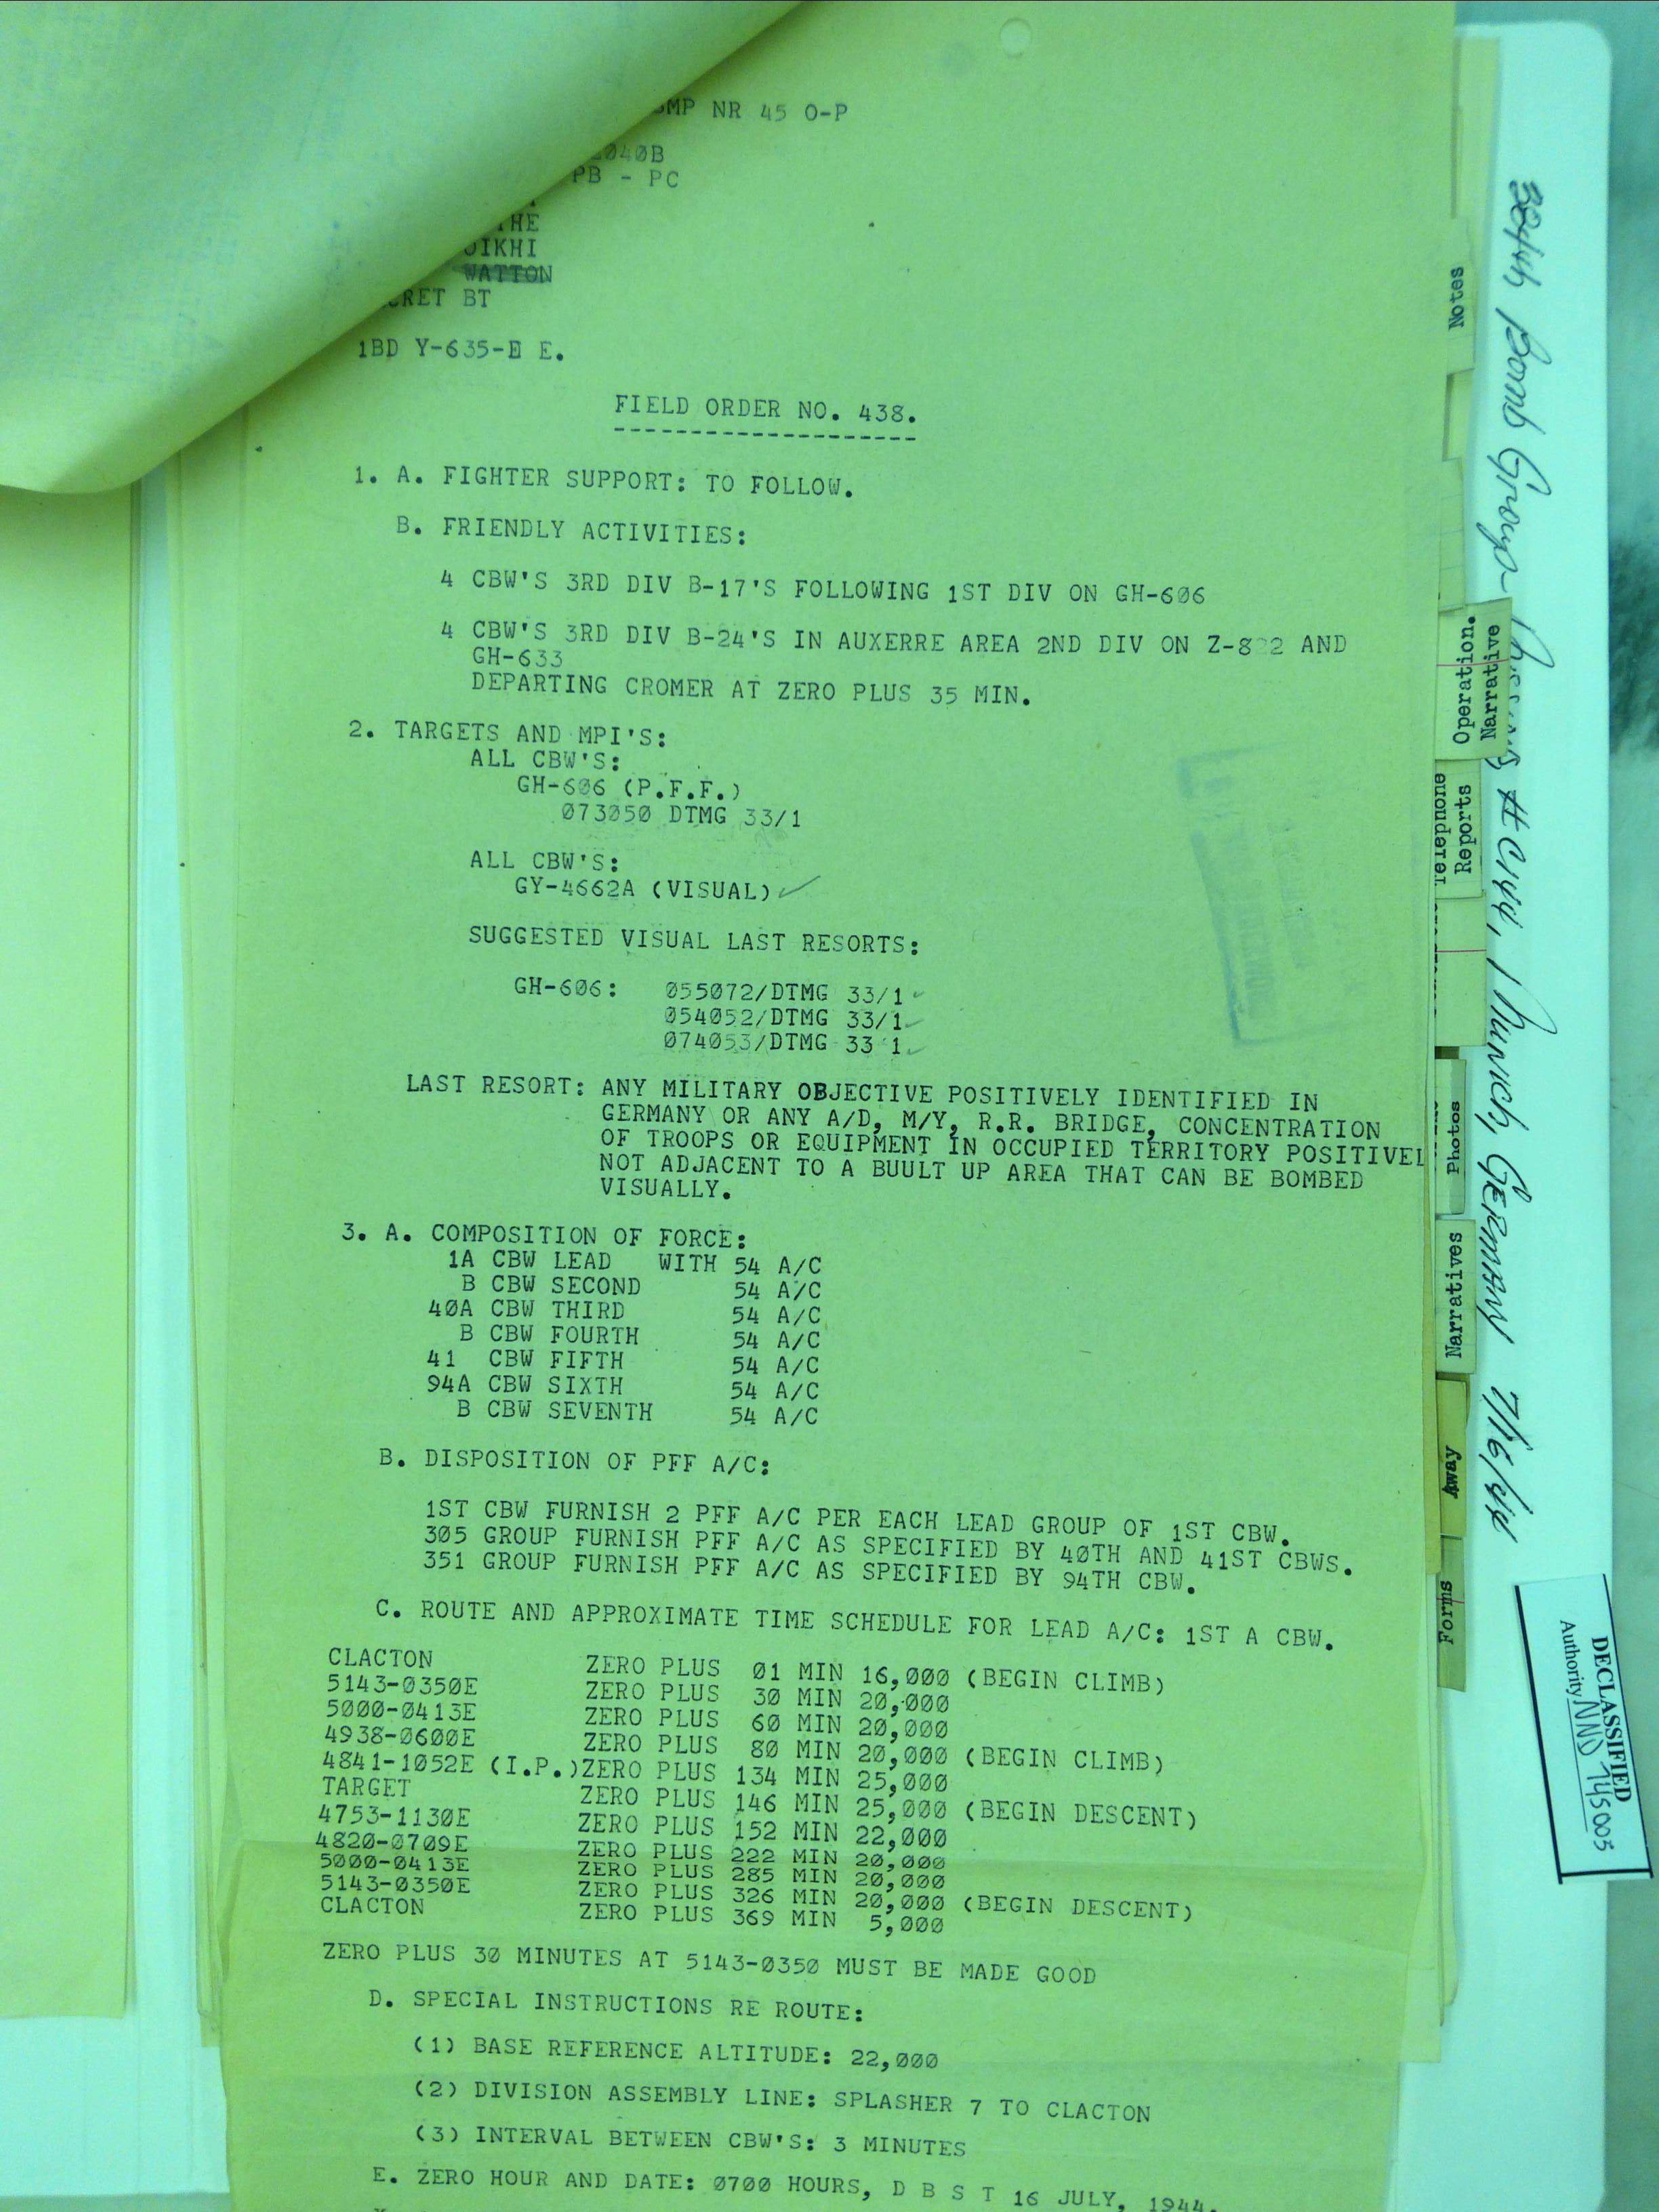 NR 45 O-P
PB - PC
WATTON
BT
1BD Y-635-E E.
FIELD ORDER NO. 438.
1. A. FIGHTER SUPPORT: TO FOLLOW.
B. FRIENDLY ACTIVITIES:
4 CBW'S 3RD DIV B-17'S FOLLOWING 1ST DIV ON GH-606
4 CBW'S 3RD DIV B-24'S IN AUXERRE AREA 2ND DIV ON AND
GH-633
DEPARTING CROMER AT ZERO PLUS 35 MIN.
2. TARGETS AND MPI'S:
ALL CBW'S:
GH-606 (P.F.F.)
073050 DTMG 33/1
ALL CBW'S:
GY-4662A (VISUAL) ✓
SUGGESTED VISUAL LAST RESORTS:
GH-606: 055072/DTMG 33/1 ✓
054052/DTMG 33/1 ✓
074053/DTMG 33 1 ✓
LAST RESORT: ANY MILITARY OBJECTIVE POSITIVELY IDENTIFIED IN
GERMANY OR ANY A/D, M/Y, R.R. BRIDGE, CONCENTRATION
OF TROOPS OR EQUIPMENT IN OCCUPIED TERRITORY POSITIVEL
NOT ADJACENT TO A BUULT UP AREA THAT CAN BE BOMBED
VISUALLY.
3. A. COMPOSITION OF FORCE:
1A CBW LEAD WITH 54 A/C
B CBW SECOND 54 A/C
40A CBW THIRD 54 A/C
B CBW FOURTH 54 A/C
41 CBW FIFTH 54 A/C
94A CBW SIXTH 54 A/C
B CBW SEVENTH 54 A/C
B. DISPOSITION OF PFF A/C:
1ST CBW FURNISH 2 PFF A/C PER EACH LEAD GROUP OF 1ST CBW.
305 GROUP FURNISH PFF A/C AS SPECIFIED BY 40TH AND 41ST CBWS.
351 GROUP FURNISH PFF A/C AS SPECIFIED BY 94TH CBW.
C. ROUTE AND APPROXIMATE TIME SCHEDULE FOR LEAD A/C: 1ST A CBW.
CLACTON ZERO PLUS 01 MIN 16,000 (BEGIN CLIMB)
5143-0350E ZERO PLUS 30 MIN 20,000
5000-0413E ZERO PLUS 60 MIN 20,000
4938-0600E ZERO PLUS 80 MIN 20,000 (BEGIN CLIMB)
4841-1052E (I.P.)ZERO PLUS 134 MIN 25,000
TARGET ZERO PLUS 146 MIN 25,000 (BEGIN DESCENT)
4753-1130E ZERO PLUS 152 MIN 22,000
4820-0709E ZERO PLUS 222 MIN 20,000
5000-0413E ZERO PLUS 285 MIN 20,000
5143-0350E ZERO PLUS 326 MIN 20,000 (BEGIN DESCENT)
CLACTON ZERO PLUS 369 MIN 5,000
ZERO PLUS 30 MINUTES AT 5143-0350 MUST BE MADE GOOD
D. SPECIAL INSTRUCTIONS RE ROUTE:
(1) BASE REFERENCE ALTITUDE: 22,000
(2) DIVISION ASSEMBLY LINE: SPLASHER 7 TO CLACTON
(3) INTERVAL BETWEEN CBW'S: 3 MINUTES
E. ZERO HOUR AND DATE: 0700 HOURS, D B S T 16 JULY, 1944.
Notes
Operation.
Narrative
Telephone
Reports
Photos
Narratives
Away
Forms
384th Bomb Group- Munich, German 7/16/44
DECLASSIFIED
Authority NND 745005